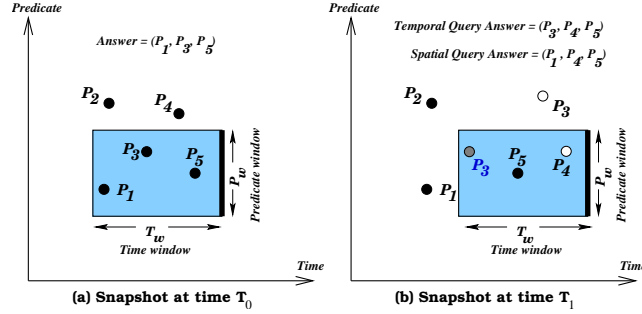 Predicate
Answer = (P1, P3, P5)
P2
P4
P3
P5
P1
Pw
Predicate window
Tw
Time window
Time
(a) Snapshot at time T0
Predicate
Temporal Query Answer = (P3, P4, P5)
Spatial Query Answer = (P1, P4, P5)
P2
P3
P3
P5
P4
P1
Pw
Predicate window
Tw
Time window
Time
(b) Snapshot at time T1